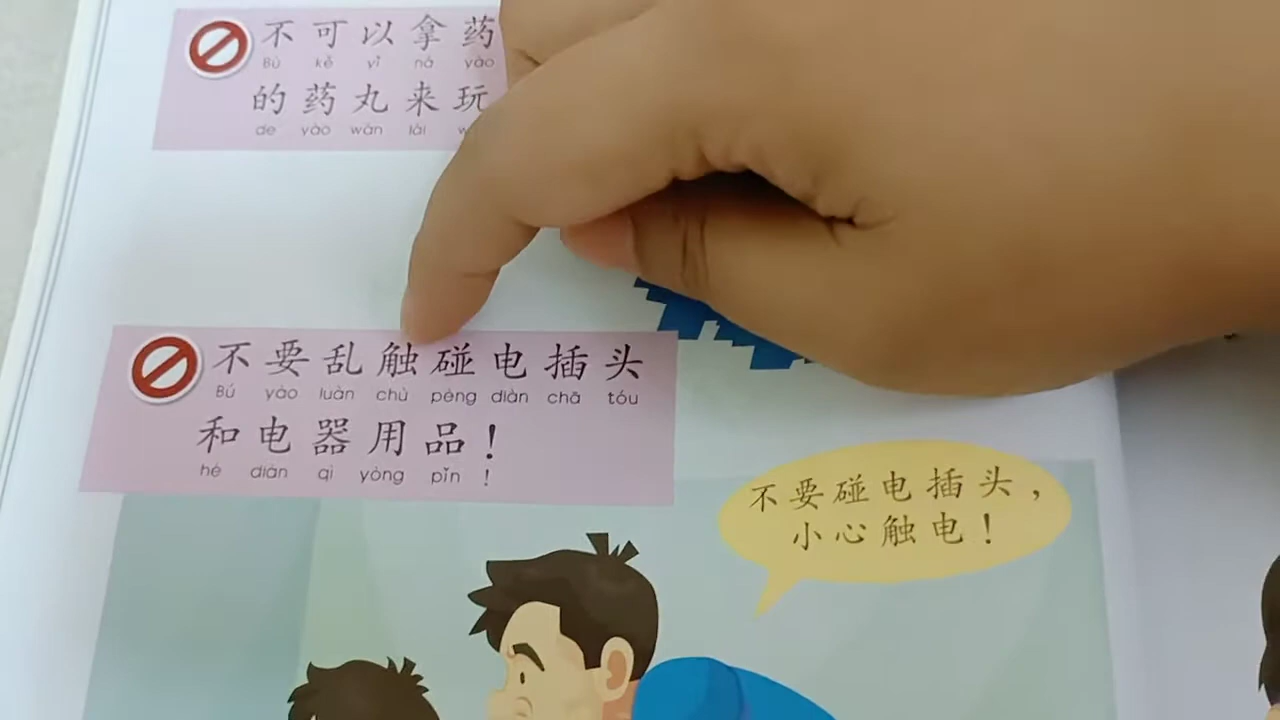 不可以拿药
Bù kě yǐ ná yào
的药丸来玩
de yào wán lái
不要乱触碰电插头
Bú yào luàn chù pèng diàn chā tóu
和电器用品！
hé diàn qì yòng pǐn !
不要碰电插头，
小心触电！